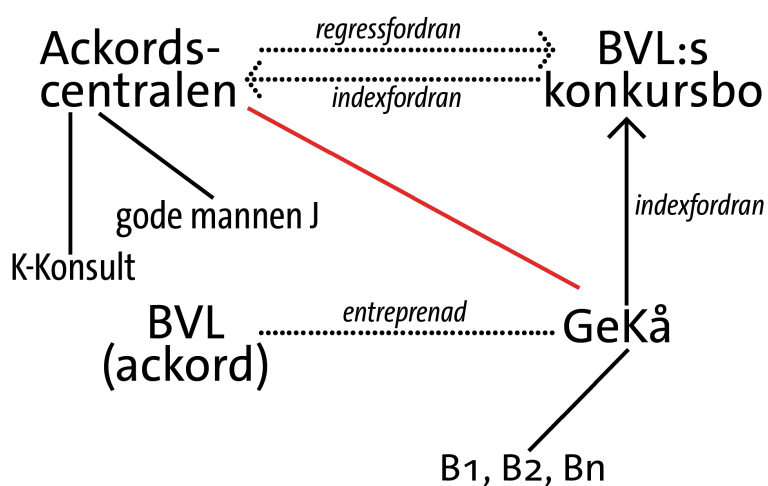 Ackords-
centralen
regressfordran
indexfordran
BVL:s
konkursbo
indexfordran
gode mannen J
K-Konsult
BVL
(ackord)
entreprenad
GeKå
B1, B2, Bn